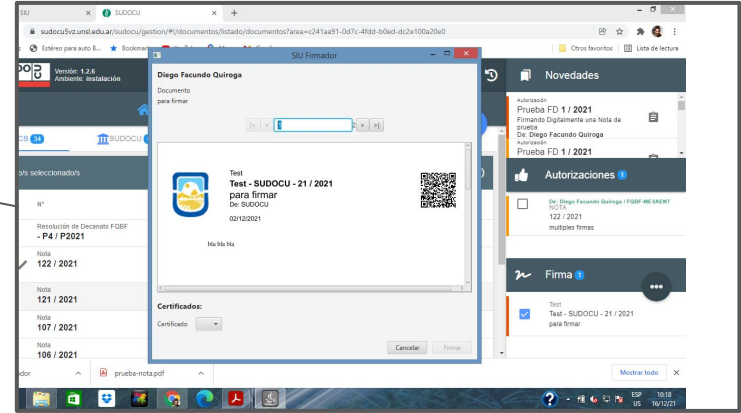 SIU
SUDOCU
sudocu5vz.unsl.edu.ar/sudocu/gestion/#!/documentos/listado/documentos?area=c241aa91-0d7c-4fdd-b0ed-dc2e100a20e0
Estéreo para auto B...
Bookmar
Otros favoritos
Lista de lectura
Versión: 1.2.6
Ambiente: Instalación
SIU Firmador
Diego Facundo Quiroga
Documento
para firmar
1
2
Test
Test - SUDOCU - 21 / 2021
para firmar
De: SUDOCU
02/12/2021
bla bla bla
Certificados:
Certificado
Cancelar
Firmar
CS 34
SUDOCU
o/s seleccionado/s
N°
Resolución de Decanato FQBF
- P4 / P2021
Nota
122 / 2021
Nota
121 / 2021
Nota
107 / 2021
Nota
106 / 2021
Novedades
Autorización
Prueba FD 1 / 2021
Firmando Digitalmente una Nota de
prueba
De: Diego Facundo Quiroga
Autorización
Prueba FD 1 / 2021
Autorizaciones 1
De: Diego Facundo Quiroga / FQBF-MESAENT
NOTA
122 / 2021
multiples firmas
Firma 1
Test
Test - SUDOCU - 21 / 2021
para firmar
ador
prueba-nota.pdf
Mostrar todo
ESP
US
10:18
16/12/21